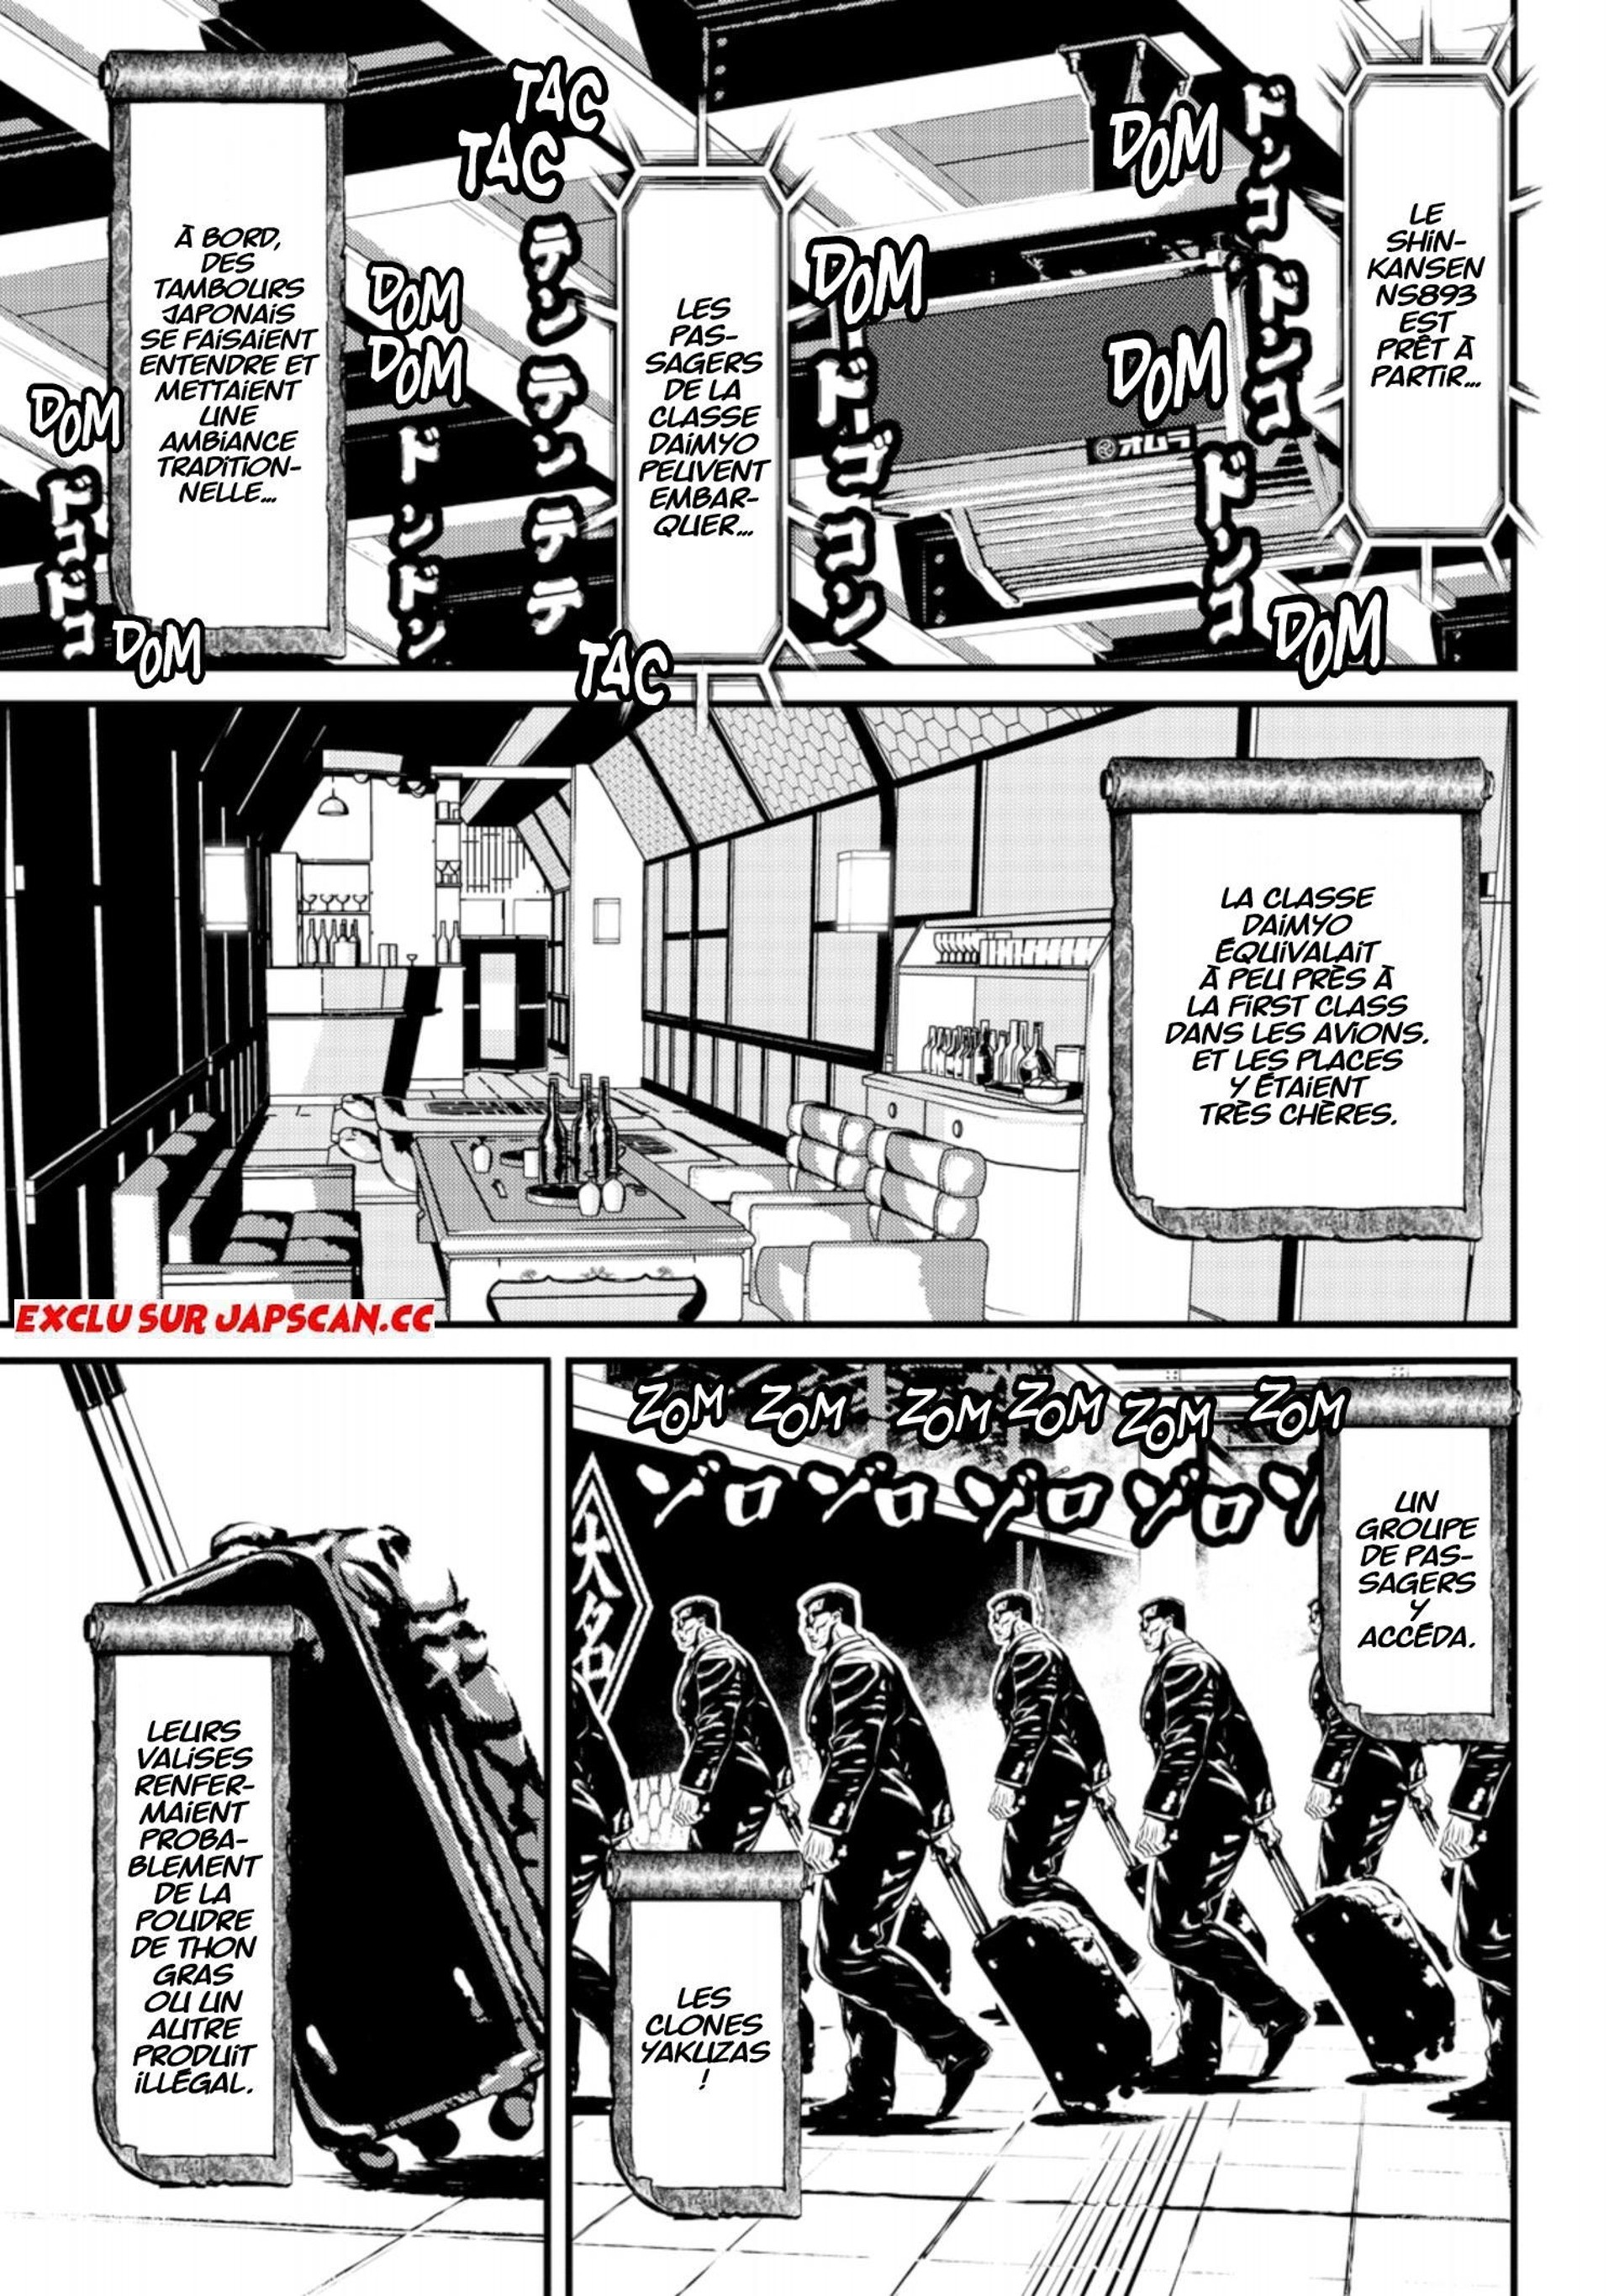 LE
SHIN-
KANSEN
NS893
EST
PRÊT À
PARTIR...
ドンコドンコ
DOM
DOM
ドンコ
DOM
オムラ
DOM
ドーゴゴン
LES
PAS-
SAGERS
DE LA
CLASSE
DAIMYO
PEUVENT
EMBAR-
QUER...
TAC
TAC
テンテンテテ
TAC
DOM
DOM
ドンドン
À BORD,
DES
TAMBOURS
JAPONAIS
SE FAISAIENT
ENTENDRE ET
METTAIENT
UNE
AMBIANCE
TRADITION-
NELLE...
DOM
ドコドコ
DOM
LA CLASSE
DAIMYO
ÉQUIVALAIT
À PEU PRÈS À
LA FIRST CLASS
DANS LES AVIONS.
ET LES PLACES
Y ÉTAIENT
TRÈS CHÈRES.
EXCLU SUR JAPSCAN.CC
UN
GROUPE
DE PAS-
SAGERS
Y
ACCÉDA.
ZOM ZOM ZOM ZOM ZOM ZOM
ゾロゾロゾロゾロゾ
大名
LES
CLONES
YAKUZAS
!
LEURS
VALISES
RENFER-
MAIENT
PROBA-
BLEMENT
DE LA
POUDRE
DE THON
GRAS
OU UN
AUTRE
PRODUIT
ILLÉGAL.